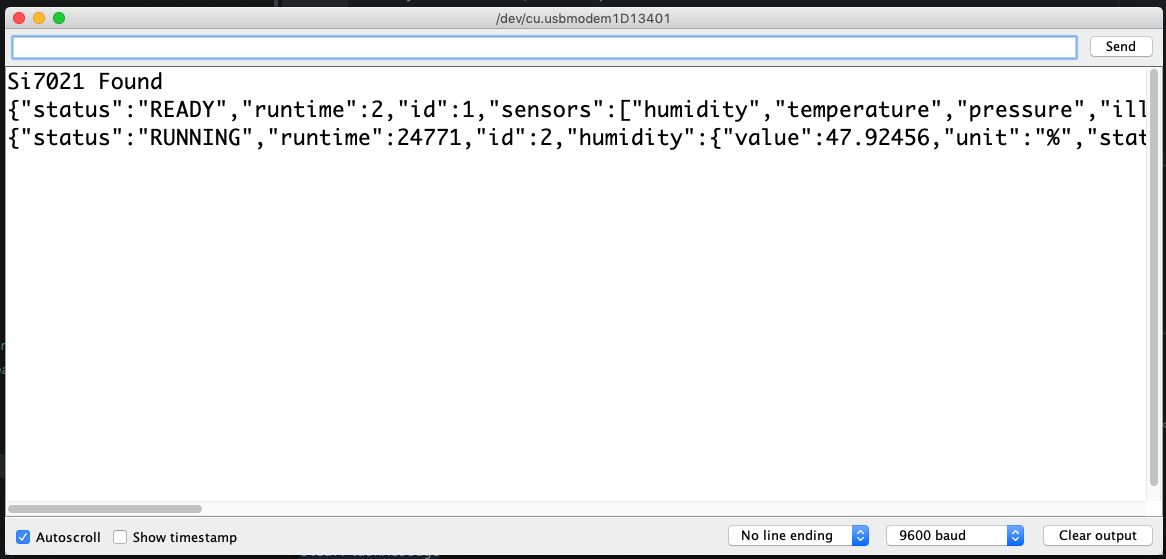 /dev/cu.usbmodem1D13401
Send
Si7021 Found
{"status":"READY","runtime":2,"id":1,"sensors":["humidity","temperature","pressure","ill
{"status":"RUNNING","runtime":24771,"id":2,"humidity":{"value":47.92456,"unit":"%","stat
Autoscroll Show timestamp No line ending 9600 baud Clear output